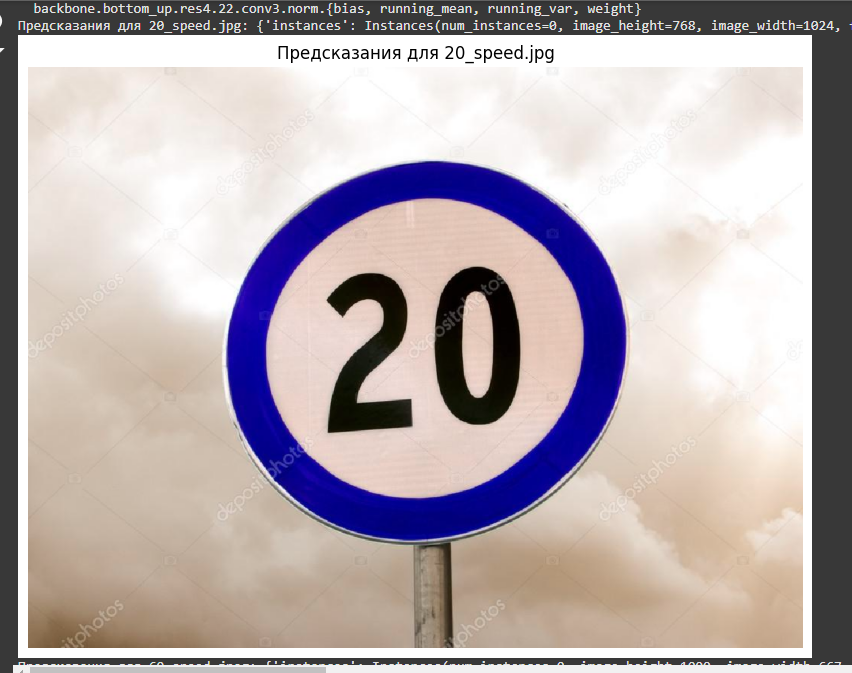 backbone.bottom_up.res4.22.conv3.norm.{bias, running_mean, running_var, weight}
Предсказания для 20_speed.jpg: {'instances': Instances(num_instances=0, image_height=768, image_width=1024,
Предсказания для 20_speed.jpg
depositphotos
depositphotos
depositphotos
depositphotos
20
depositphotos
depositphotos